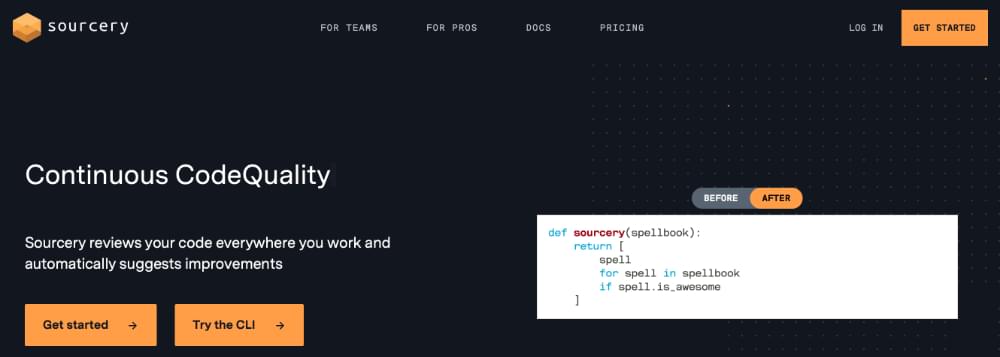 sourcery
FOR TEAMS
FOR PROS
DOCS
PRICING
LOG IN
GET STARTED
Continuous CodeQuality
Sourcery reviews your code everywhere you work and
automatically suggests improvements
Get started →
Try the CLI →
BEFORE
AFTER
def sourcery(spellbook):
    return [
        spell
        for spell in spellbook
        if spell.is_awesome
    ]